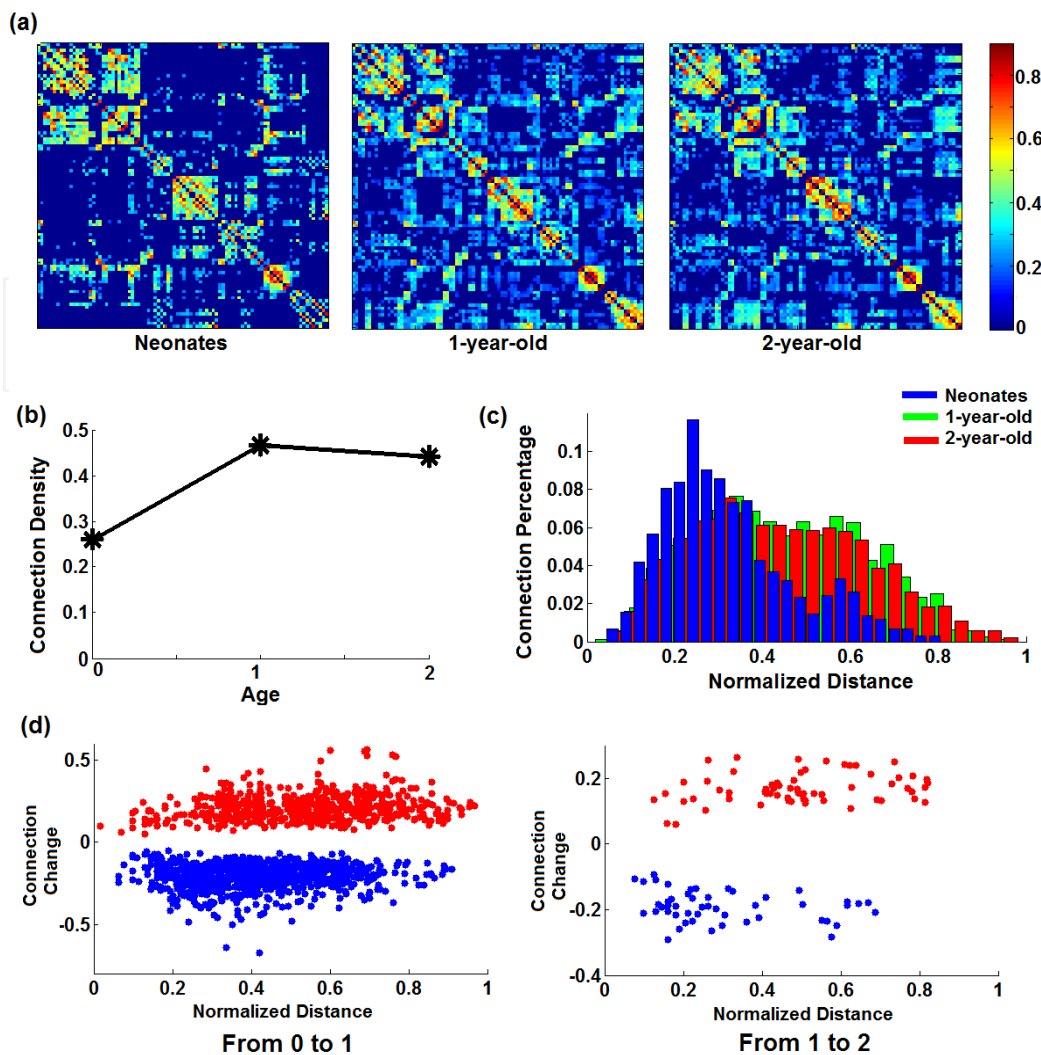 (a)
0.8
0.6
0.4
0.2
0
Neonates
1-year-old
2-year-old
(b)
Connection Density
0.5
0.4
0.3
0.2
0.1
0
0
1
2
Age
(c)
Neonates
1-year-old
2-year-old
Connection Percentage
0.1
0.08
0.06
0.04
0.02
0
0
0.2
0.4
0.6
0.8
1
Normalized Distance
(d)
Connection
Change
0.5
0
-0.5
0
0.2
0.4
0.6
0.8
1
Normalized Distance
From 0 to 1
Connection
Change
0.2
0
-0.2
-0.4
0
0.2
0.4
0.6
0.8
1
Normalized Distance
From 1 to 2